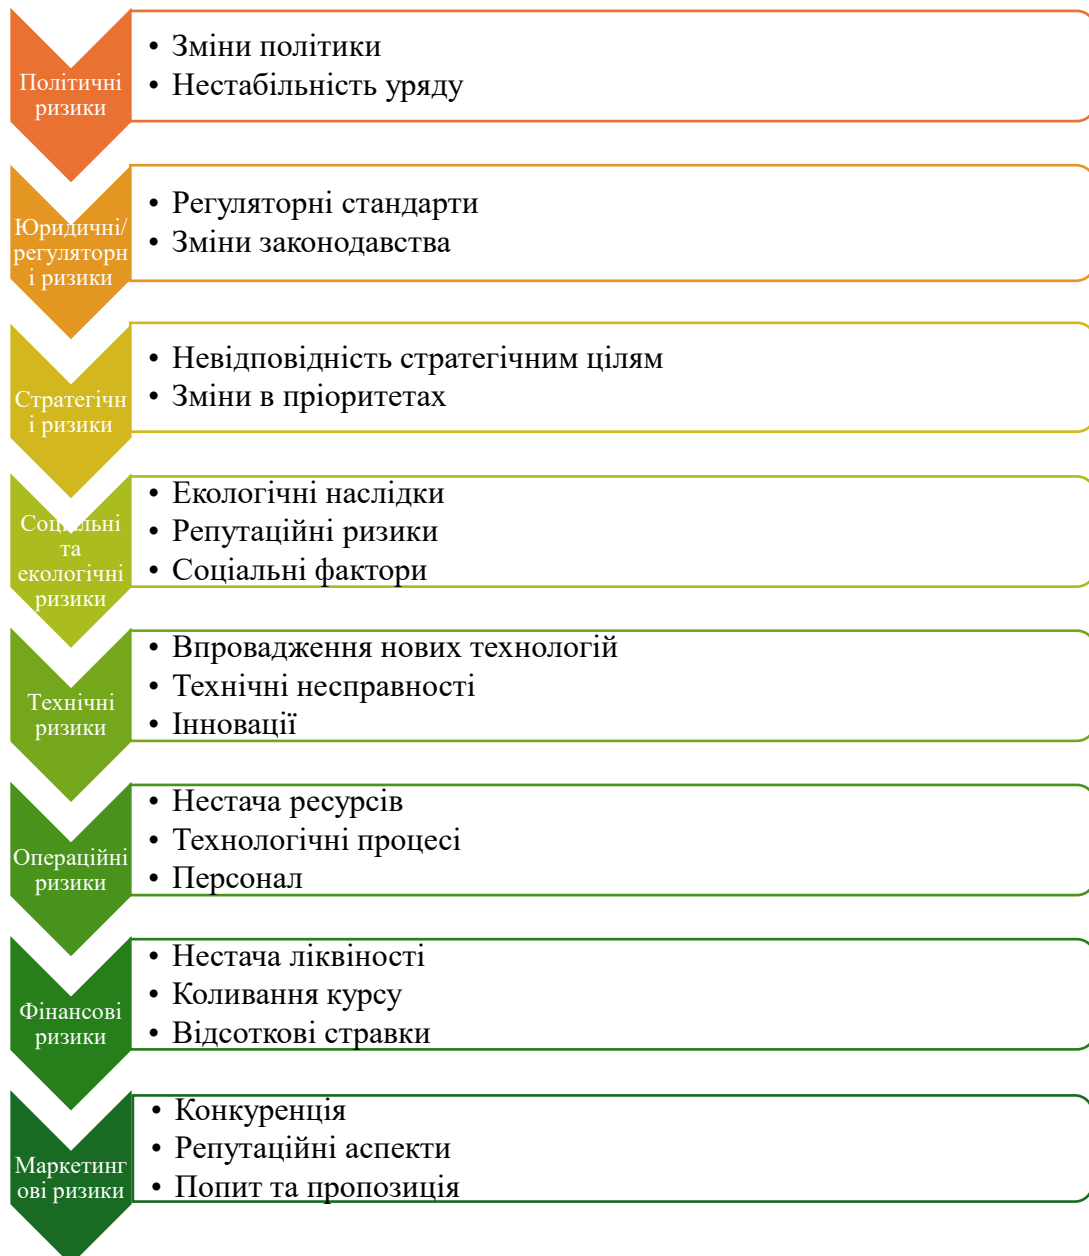 Політичні
ризики
• Зміни політики
• Нестабільність уряду
Юридичні/
регуляторн
і ризики
• Регуляторні стандарти
• Зміни законодавства
Стратегічн
і ризики
• Невідповідність стратегічним цілям
• Зміни в пріоритетах
Соціальні
та
екологічні
ризики
• Екологічні наслідки
• Репутаційні ризики
• Соціальні фактори
Технічні
ризики
• Впровадження нових технологій
• Технічні несправності
• Інновації
Операційні
ризики
• Нестача ресурсів
• Технологічні процесі
• Персонал
Фінансові
ризики
• Нестача ліквіності
• Коливання курсу
• Відсоткові стравки
Маркетинг
ові ризики
• Конкуренція
• Репутаційні аспекти
• Попит та пропозиція